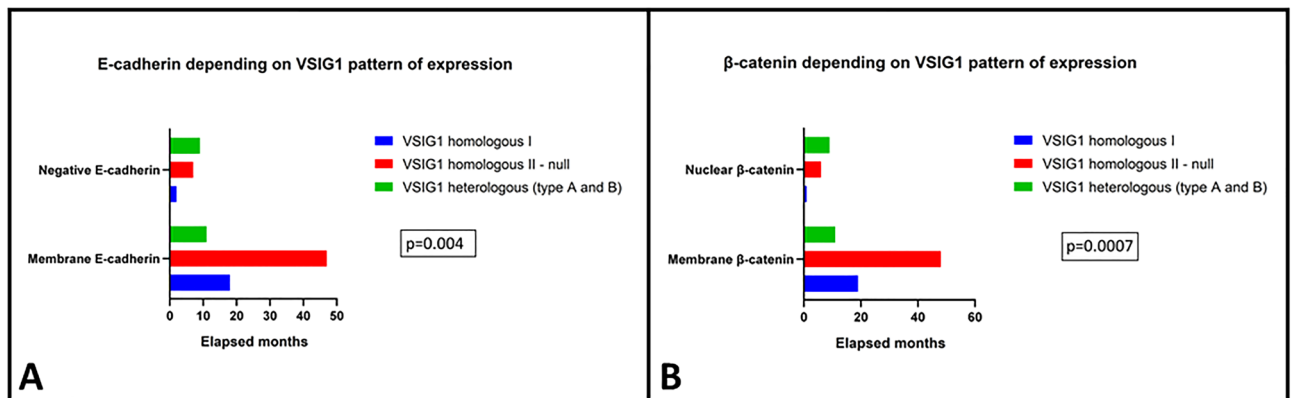 E-cadherin depending on VSIG1 pattern of expression
Negative E-cadherin
Membrane E-cadherin
0 10 20 30 40 50
Elapsed months
VSIG1 homologous I
VSIG1 homologous II - null
VSIG1 heterologous (type A and B)
p=0.004
A
β-catenin depending on VSIG1 pattern of expression
Nuclear β-catenin
Membrane β-catenin
0 20 40 60
Elapsed months
VSIG1 homologous I
VSIG1 homologous II - null
VSIG1 heterologous (type A and B)
p=0.0007
B